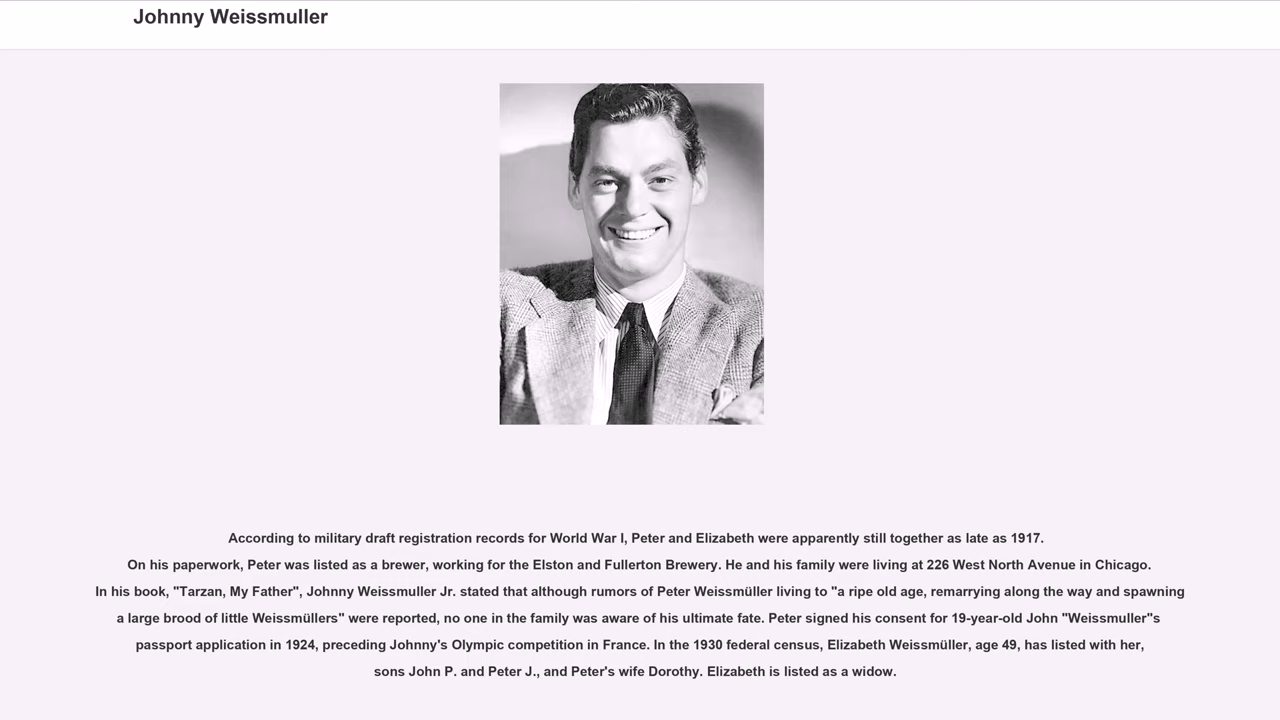 Johnny Weissmuller
According to military draft registration records for World War I, Peter and Elizabeth were apparently still together as late as 1917.
On his paperwork, Peter was listed as a brewer, working for the Elston and Fullerton Brewery. He and his family were living at 226 West North Avenue in Chicago.
In his book, "Tarzan, My Father", Johnny Weissmuller Jr. stated that although rumors of Peter Weissmüller living to "a ripe old age, remarrying along the way and spawning
a large brood of little Weissmüllers" were reported, no one in the family was aware of his ultimate fate. Peter signed his consent for 19-year-old John "Weissmuller"s
passport application in 1924, preceding Johnny's Olympic competition in France. In the 1930 federal census, Elizabeth Weissmüller, age 49, has listed with her,
sons John P. and Peter J., and Peter's wife Dorothy. Elizabeth is listed as a widow.